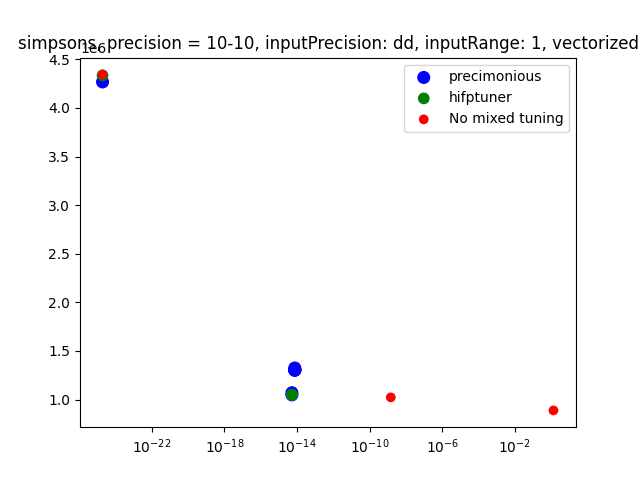 simpsons, precision = 10-10, inputPrecision: dd, inputRange: 1, vectorized
1e6
precimonious
hifptuner
No mixed tuning
4.5
4.0
3.5
3.0
2.5
2.0
1.5
1.0
10^{-22} 10^{-18} 10^{-14} 10^{-10} 10^{-6} 10^{-2}